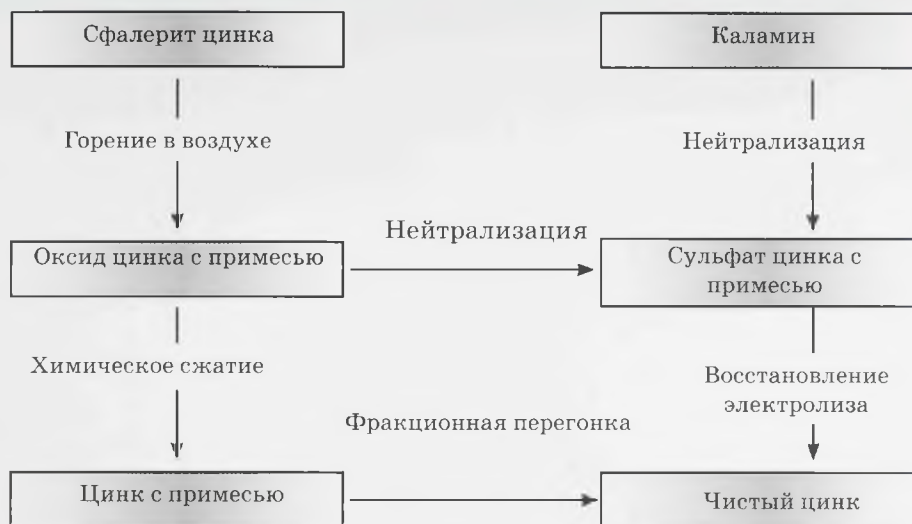 Сфалерит цинка
Каламин
Горение в воздухе
Нейтрализация
Оксид цинка с примесью
Нейтрализация
Сульфат цинка с
примесью
Химическое сжатие
Восстановление
электролиза
Фракционная перегонка
Цинк с примесью
Чистый цинк